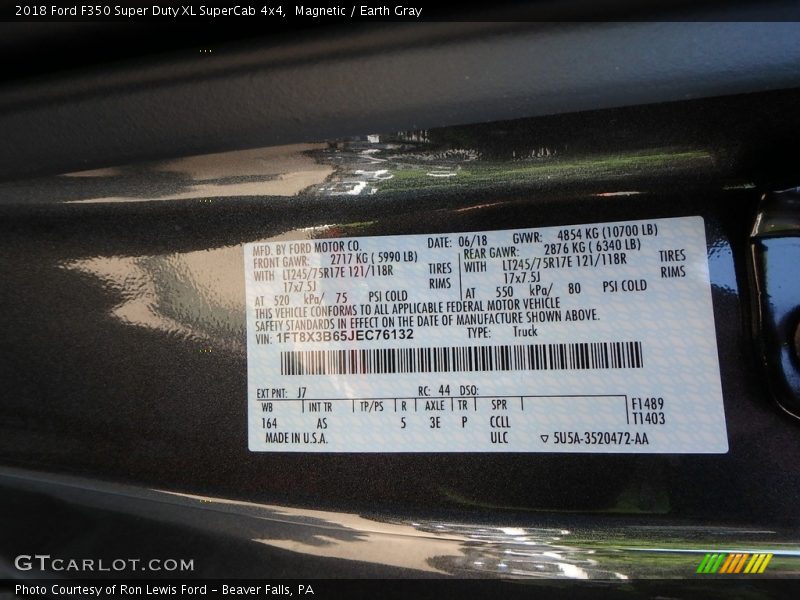 2018 Ford F350 Super Duty XL SuperCab 4x4, Magnetic / Earth Gray
MFD. BY FORD MOTOR CO. DATE: 06/18 GVWR: 4854 KG (10700 LB)
FRONT GAWR: 2717 KG ( 5990 LB) REAR GAWR: 2876 KG ( 6340 LB)
WITH LT245/75R17E 121/118R TIRES WITH LT245/75R17E 121/118R TIRES
17x7.5J RIMS 17x7.5J RIMS
AT 520 kPa/ 75 PSI COLD AT 550 kPa/ 80 PSI COLD
THIS VEHICLE CONFORMS TO ALL APPLICABLE FEDERAL MOTOR VEHICLE
SAFETY STANDARDS IN EFFECT ON THE DATE OF MANUFACTURE SHOWN ABOVE.
VIN: 1FT8X3B65JEC76132 TYPE: Truck
EXT PNT: J7 RC: 44 DSO:
WB INT TR TP/PS R AXLE TR SPR F1489
164 AS 5 3E P CCLL T1403
MADE IN U.S.A. ULC ▽ 5U5A-3520472-AA
GTCARLOT.COM
Photo Courtesy of Ron Lewis Ford - Beaver Falls, PA